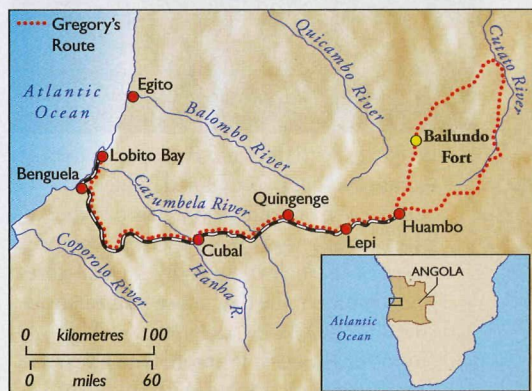 Gregory's
Route
Atlantic
Ocean
Egito
Quicambo
River
Cutato River
Balombo
River
Bailundo
Fort
Lobito Bay
Benguela
Catumbela River
Quingenge
Huambo
Lepi
Cubal
Hanha R.
Coporolo River
0 kilometres 100
0 miles 60
ANGOLA
Atlantic
Ocean